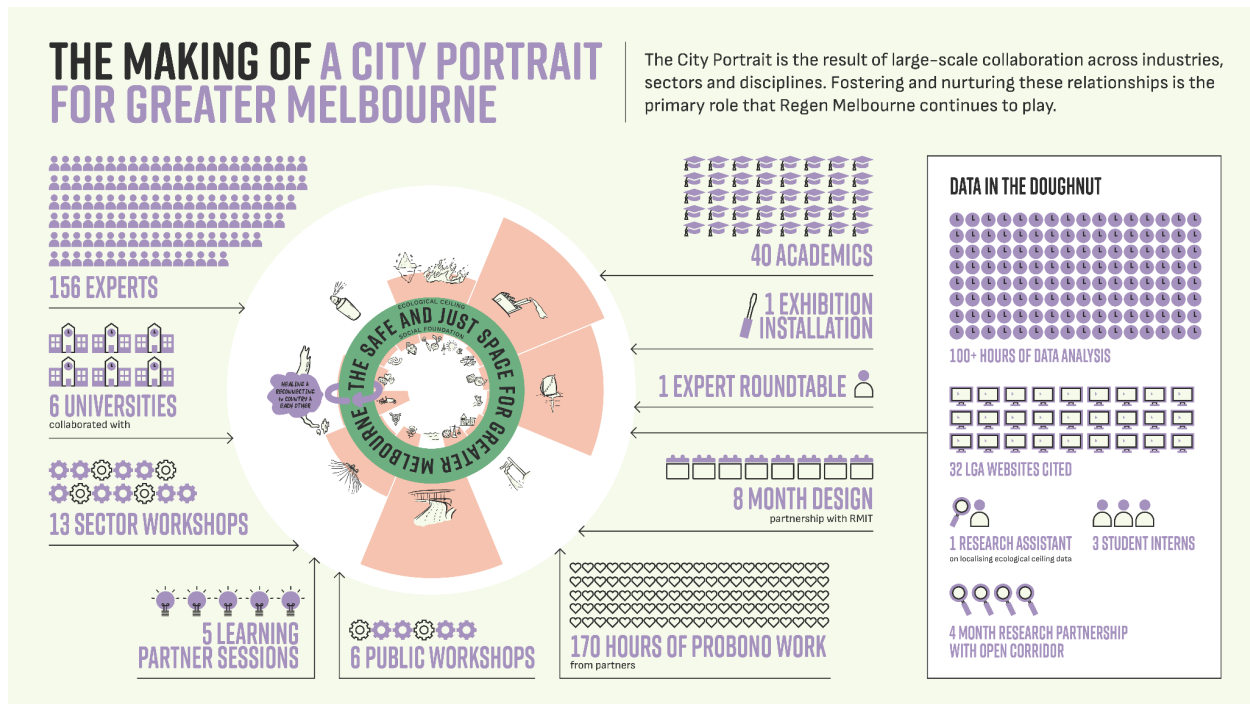 THE MAKING OF A CITY PORTRAIT
FOR GREATER MELBOURNE
The City Portrait is the result of large-scale collaboration across industries,
sectors and disciplines. Fostering and nurturing these relationships is the
primary role that Regen Melbourne continues to play.
156 EXPERTS
6 UNIVERSITIES
collaborated with
13 SECTOR WORKSHOPS
5 LEARNING
PARTNER SESSIONS
6 PUBLIC WORKSHOPS
170 HOURS OF PROBONO WORK
from partners
ECOLOGICAL CEILING
THE SAFE AND JUST SPACE FOR GREATER MELBOURNE
SOCIAL FOUNDATION
HEALING &
RECONNECTING
to COUNTRY &
EACH OTHER
40 ACADEMICS
1 EXHIBITION
INSTALLATION
1 EXPERT ROUNDTABLE
8 MONTH DESIGN
partnership with RMIT
DATA IN THE DOUGHNUT
100+ HOURS OF DATA ANALYSIS
32 LGA WEBSITES CITED
1 RESEARCH ASSISTANT
on localising ecological ceiling data
3 STUDENT INTERNS
4 MONTH RESEARCH PARTNERSHIP
WITH OPEN CORRIDOR